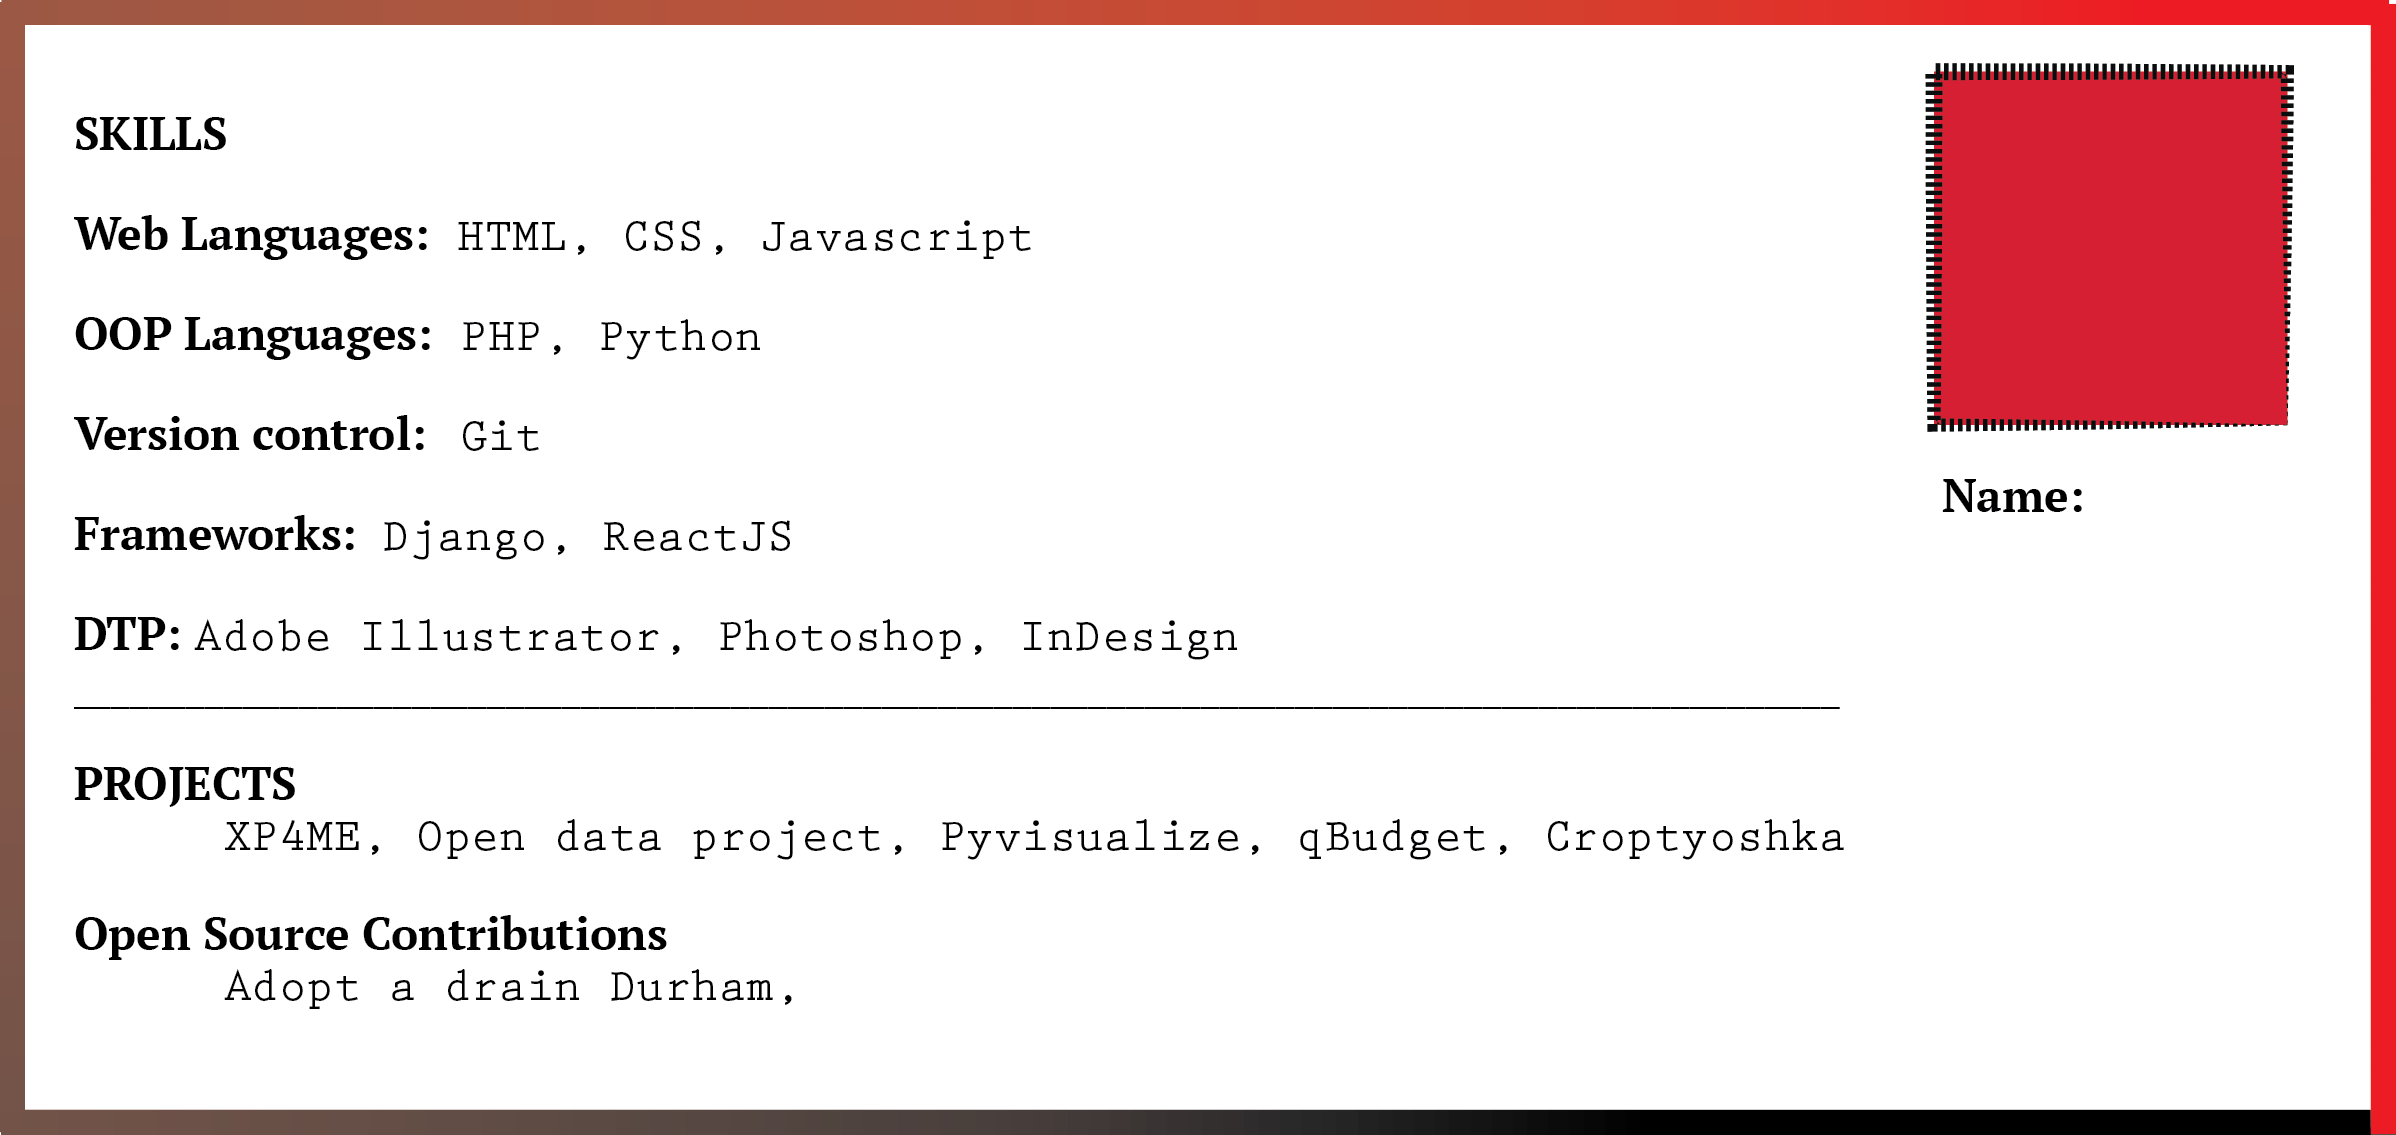 SKILLS
Web Languages: HTML, CSS, Javascript
OOP Languages: PHP, Python
Version control: Git
Frameworks: Django, ReactJS
DTP: Adobe Illustrator, Photoshop, InDesign
PROJECTS
XP4ME, Open data project, Pyvisualize, qBudget, Croptyoshka
Open Source Contributions
Adopt a drain Durham,
Name: